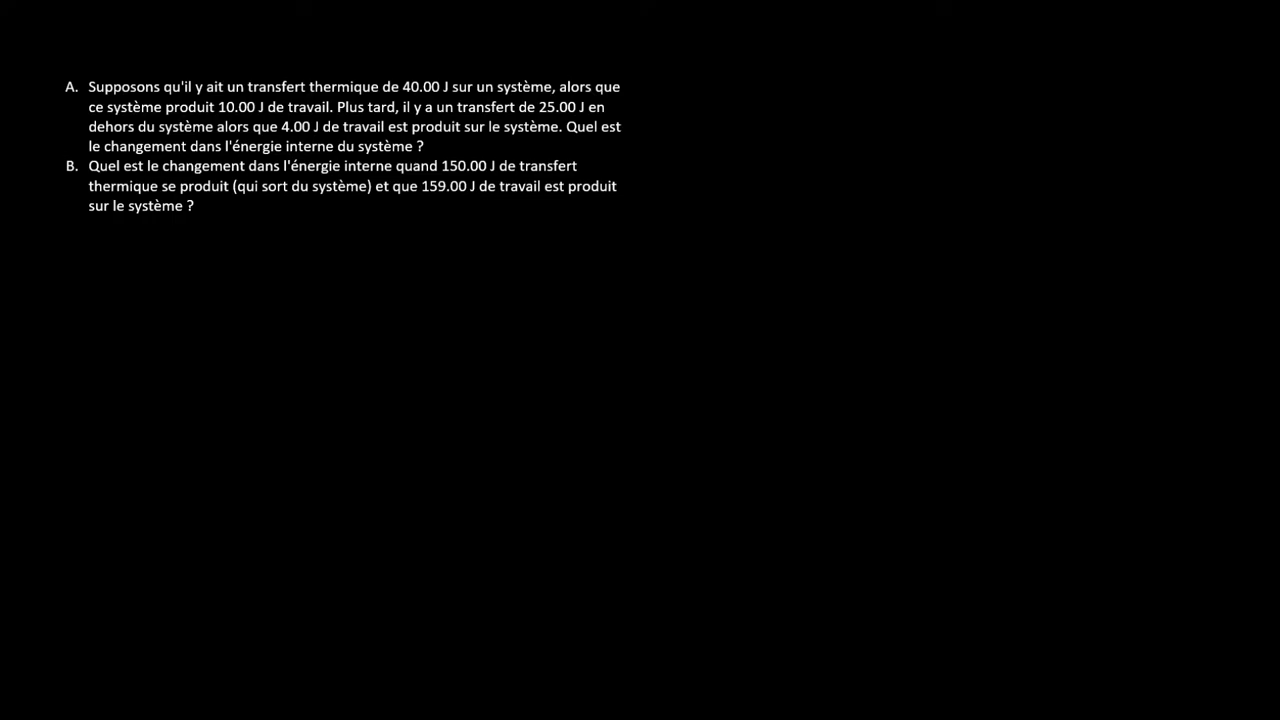 A. Supposons qu'il y ait un transfert thermique de 40.00 J sur un système, alors que
ce système produit 10.00 J de travail. Plus tard, il y a un transfert de 25.00 J en
dehors du système alors que 4.00 J de travail est produit sur le système. Quel est
le changement dans l'énergie interne du système ?
B. Quel est le changement dans l'énergie interne quand 150.00 J de transfert
thermique se produit (qui sort du système) et que 159.00 J de travail est produit
sur le système ?